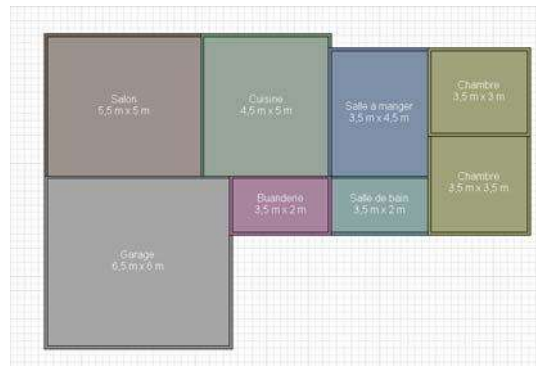 Salon
5,5 m x 5 m
Cuisine
4,5 m x 5 m
Salle à manger
3,5 m x 4,5 m
Chambre
3,5 m x 3 m
Chambre
3,5 m x 3,5 m
Buanderie
3,5 m x 2 m
Salle de bain
3,5 m x 2 m
Garage
6,5 m x 6 m